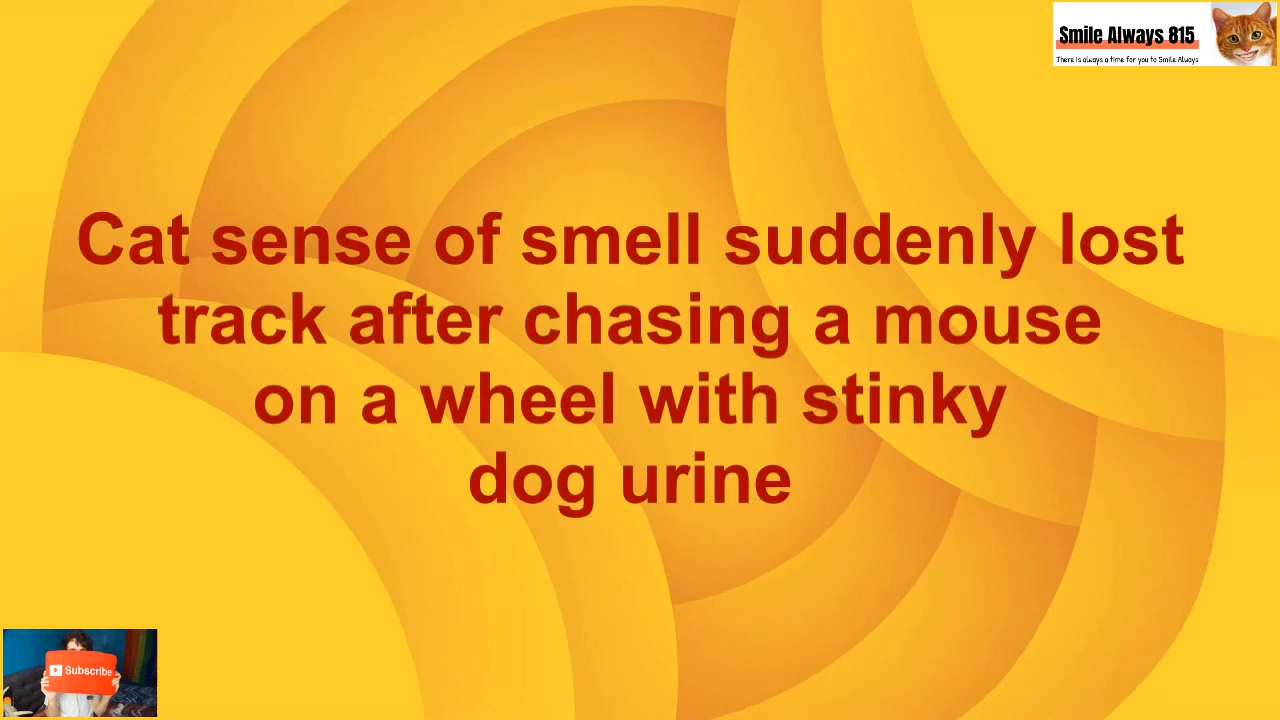 Smile Always 815
There is always a time for you to Smile Always
Cat sense of smell suddenly lost
track after chasing a mouse
on a wheel with stinky
dog urine
Subscribe